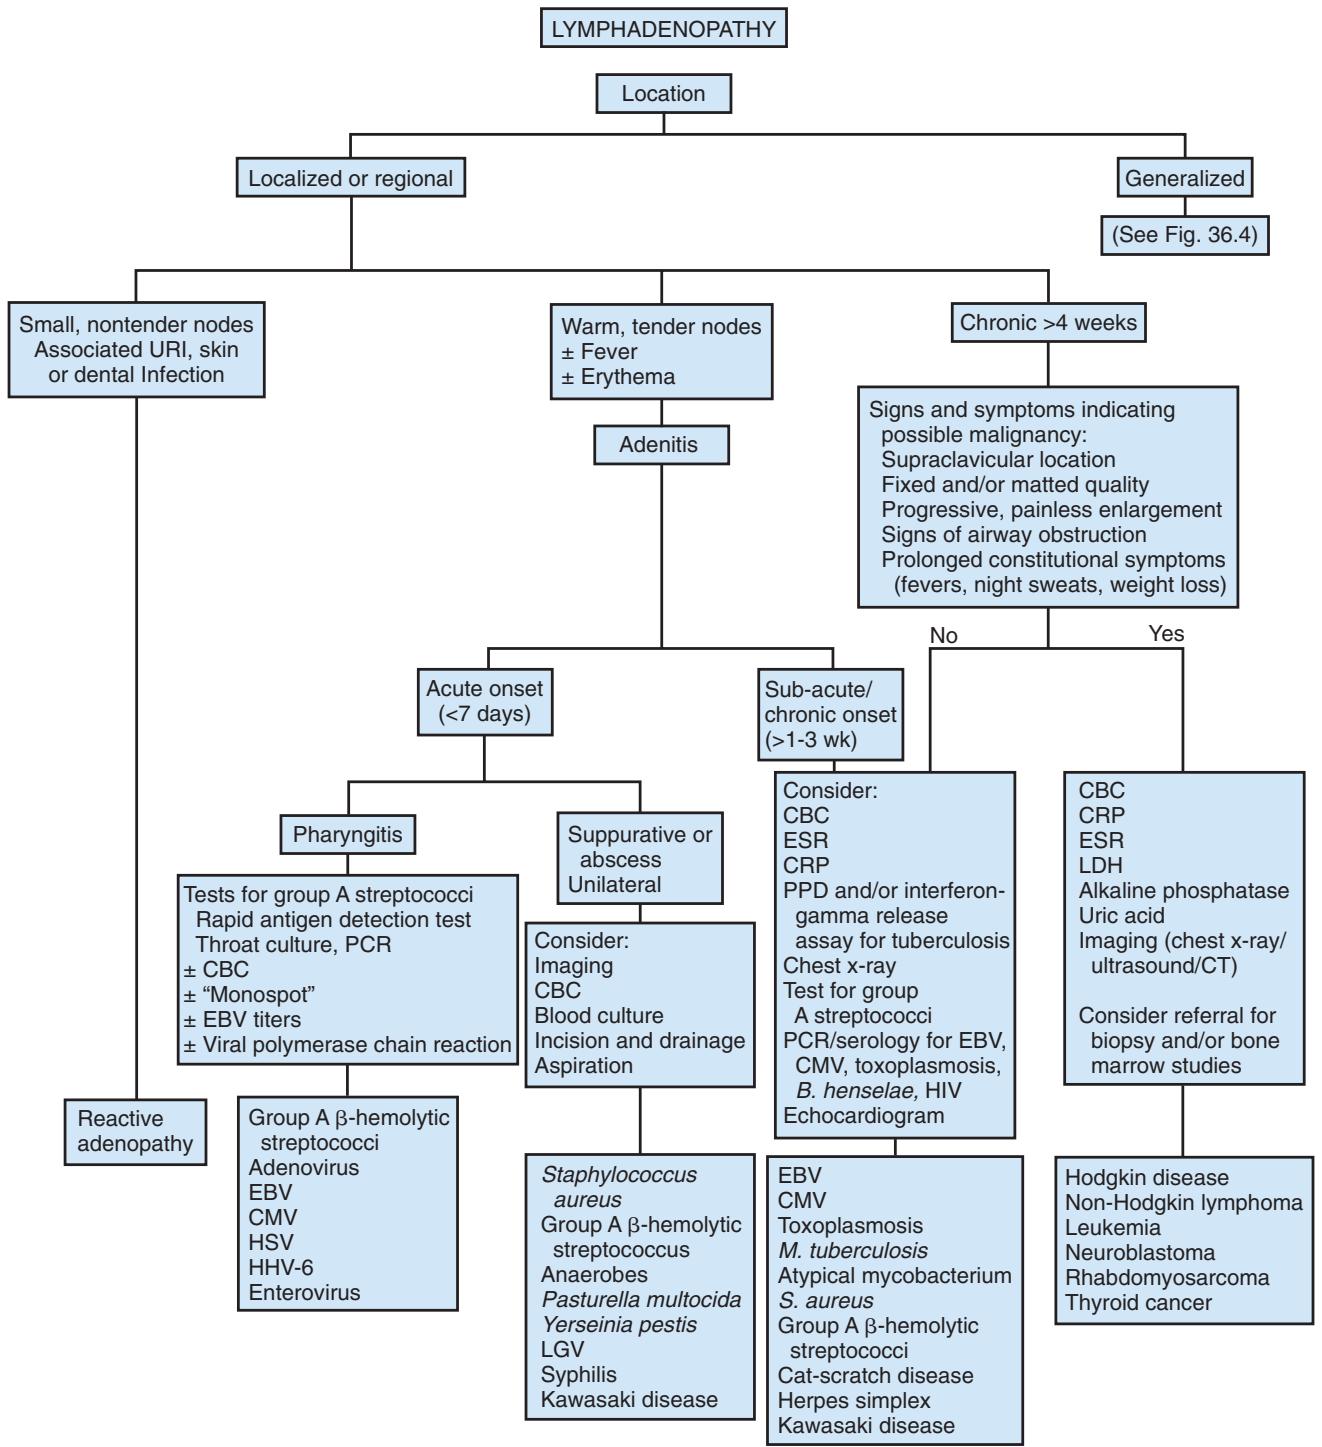 LYMPHADENOPATHY
Location
Localized or regional
Generalized
(See Fig. 36.4)
Small, nontender nodes
Associated URI, skin
or dental Infection
Warm, tender nodes
± Fever
± Erythema
Adenitis
Chronic >4 weeks
Signs and symptoms indicating
possible malignancy:
Supraclavicular location
Fixed and/or matted quality
Progressive, painless enlargement
Signs of airway obstruction
Prolonged constitutional symptoms
(fevers, night sweats, weight loss)
No
Yes
Acute onset
(<7 days)
Sub-acute/
chronic onset
(>1-3 wk)
Pharyngitis
Suppurative or
abscess
Unilateral
Tests for group A streptococci
Rapid antigen detection test
Throat culture, PCR
± CBC
± “Monospot”
± EBV titers
± Viral polymerase chain reaction
Consider:
Imaging
CBC
Blood culture
Incision and drainage
Aspiration
Consider:
CBC
ESR
CRP
PPD and/or interferon-
gamma release
assay for tuberculosis
Chest x-ray
Test for group
A streptococci
PCR/serology for EBV,
CMV, toxoplasmosis,
B. henselae, HIV
Echocardiogram
CBC
CRP
ESR
LDH
Alkaline phosphatase
Uric acid
Imaging (chest x-ray/
ultrasound/CT)
Consider referral for
biopsy and/or bone
marrow studies
Reactive
adenopathy
Group A β-hemolytic
streptococci
Adenovirus
EBV
CMV
HSV
HHV-6
Enterovirus
Staphylococcus
aureus
Group A β-hemolytic
streptococcus
Anaerobes
Pasturella multocida
Yerseinia pestis
LGV
Syphilis
Kawasaki disease
EBV
CMV
Toxoplasmosis
M. tuberculosis
Atypical mycobacterium
S. aureus
Group A β-hemolytic
streptococci
Cat-scratch disease
Herpes simplex
Kawasaki disease
Hodgkin disease
Non-Hodgkin lymphoma
Leukemia
Neuroblastoma
Rhabdomyosarcoma
Thyroid cancer